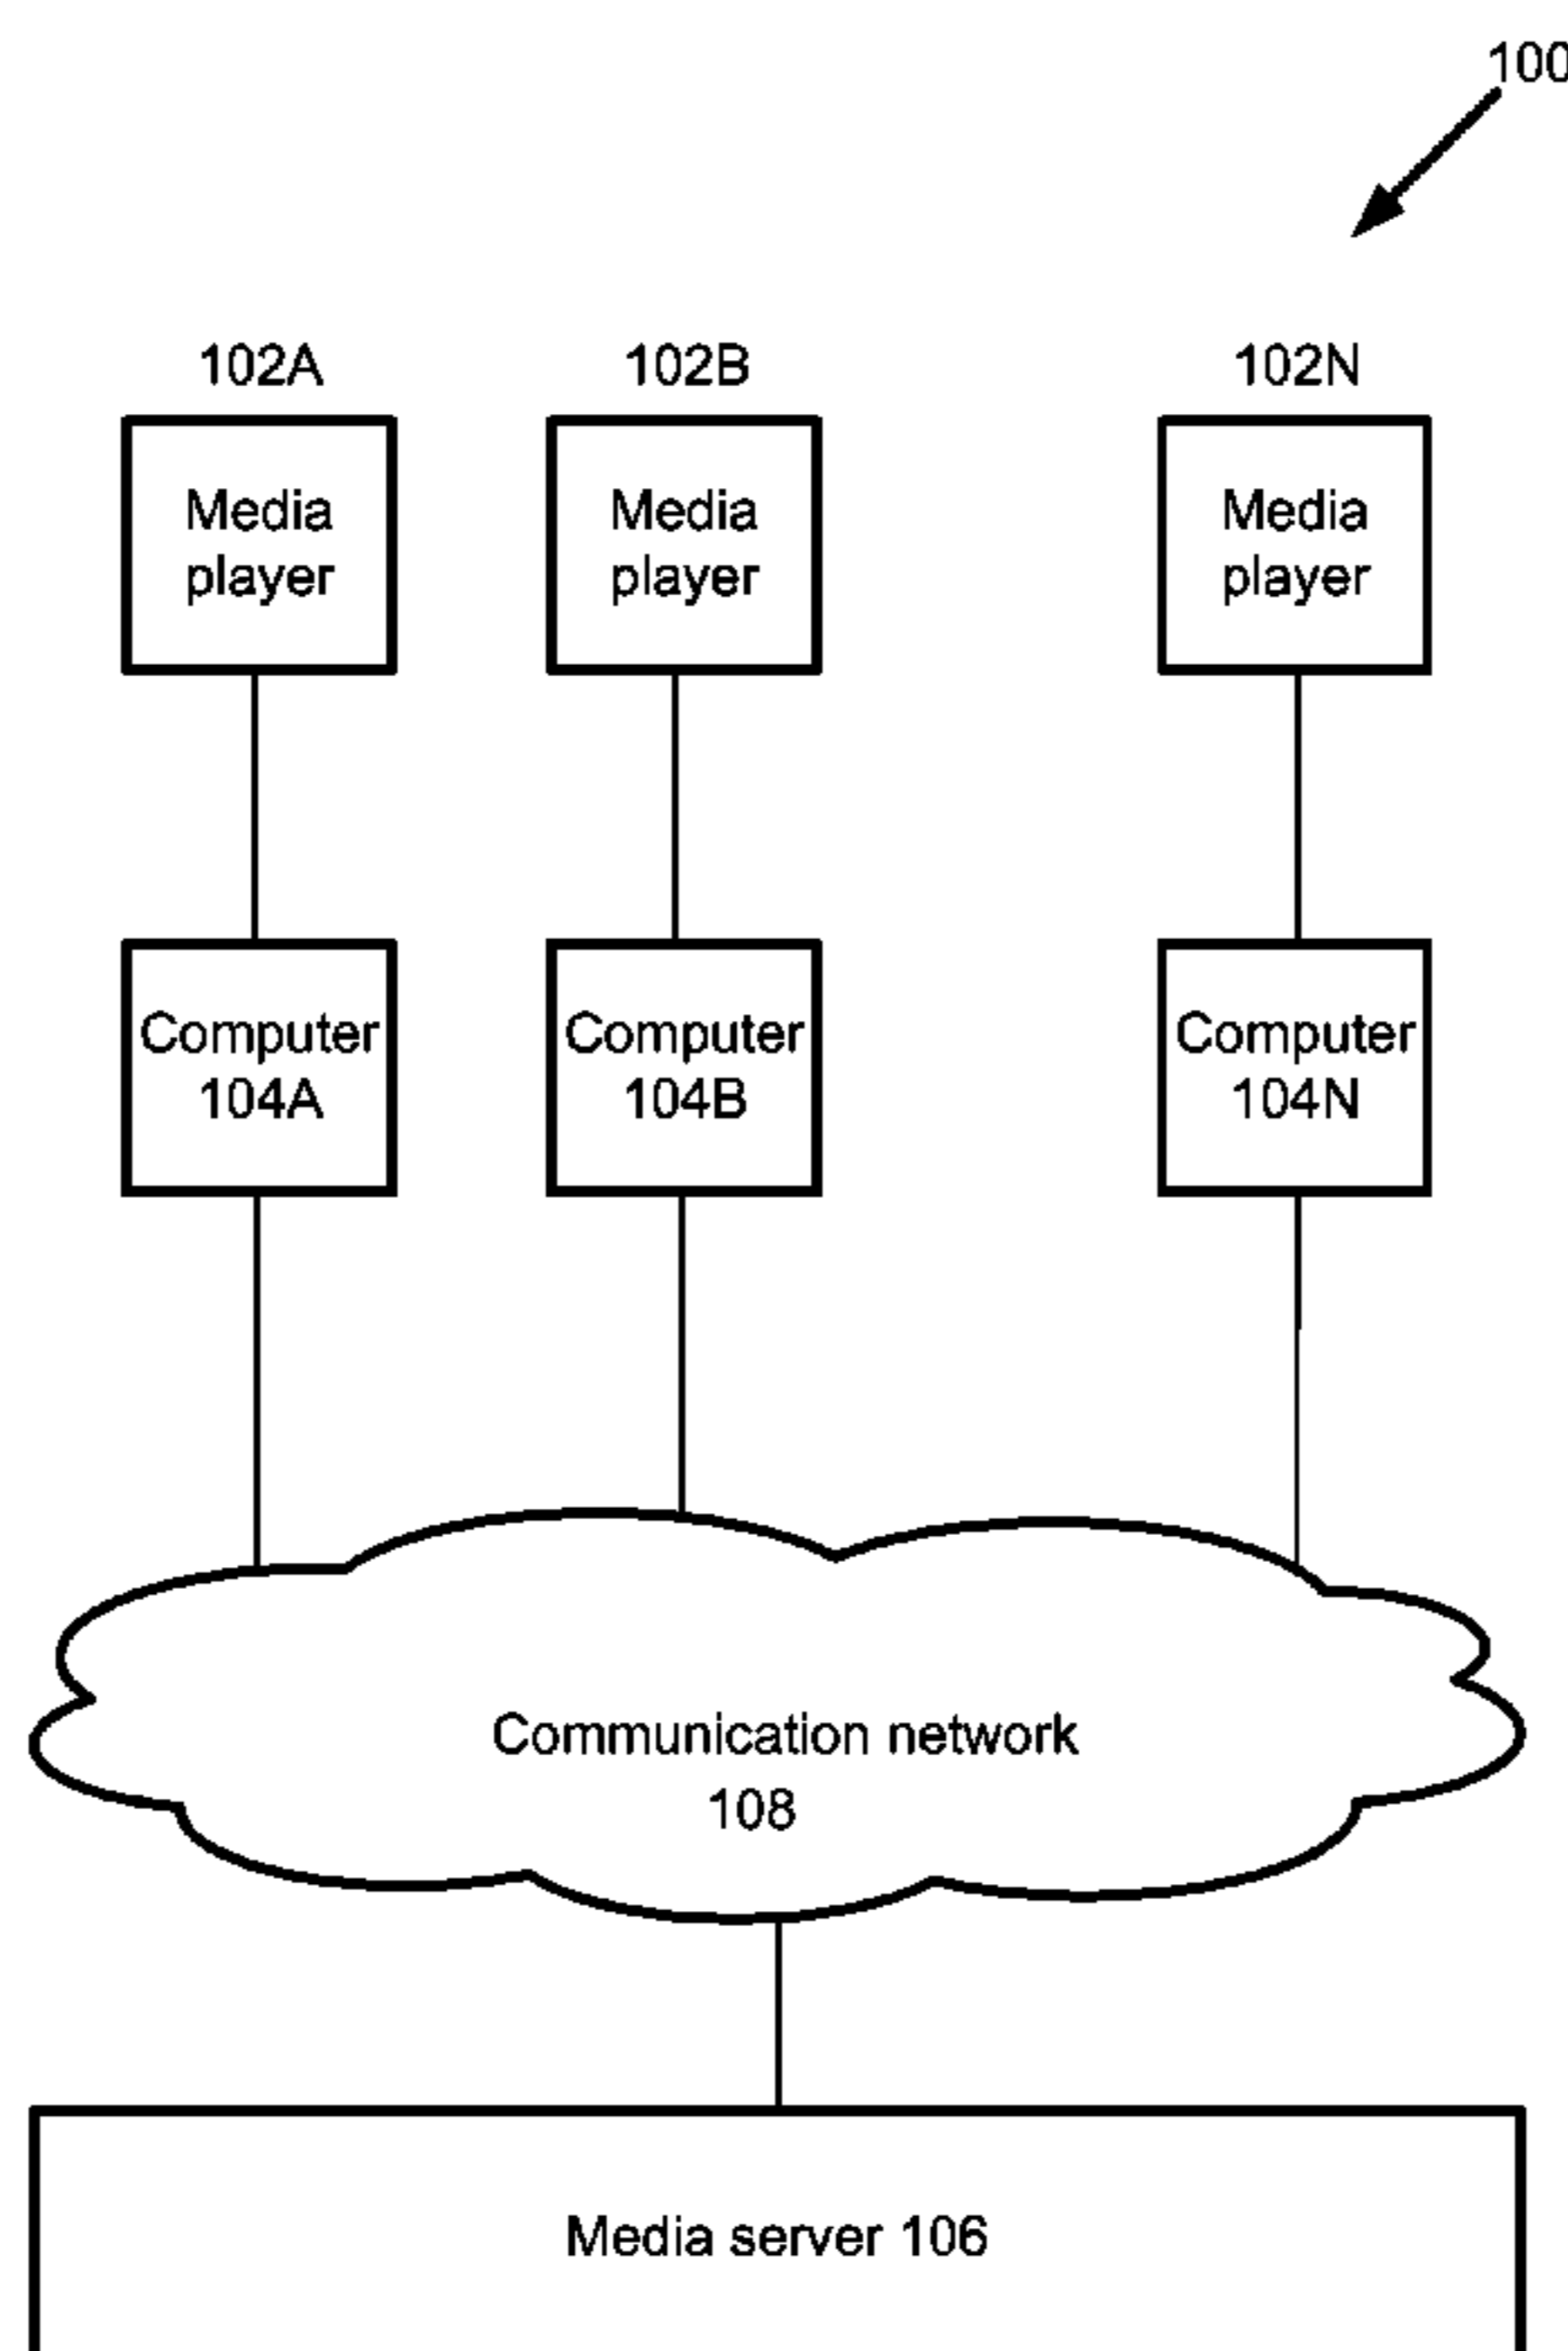 100
102A
102B
102N
Media
player
Media
player
Media
player
Computer
104A
Computer
104B
Computer
104N
Communication network
108
Media server 106